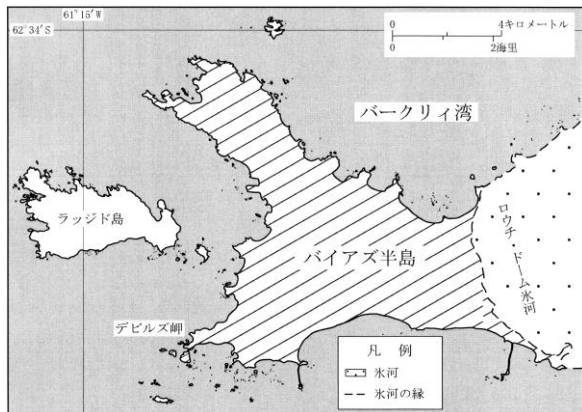 61°15′W
62°34′S
0 4キロメートル
0 2海里
バークリィ湾
ラッジド島
バイアズ半島
ロウチ・ドーム氷河
デビルズ岬
凡 例
氷河
氷河の縁